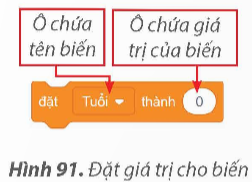 Ô chứa tên biến
Ô chứa giá trị của biến
đặt Tuổi thành 0
Hình 91. Đặt giá trị cho biến